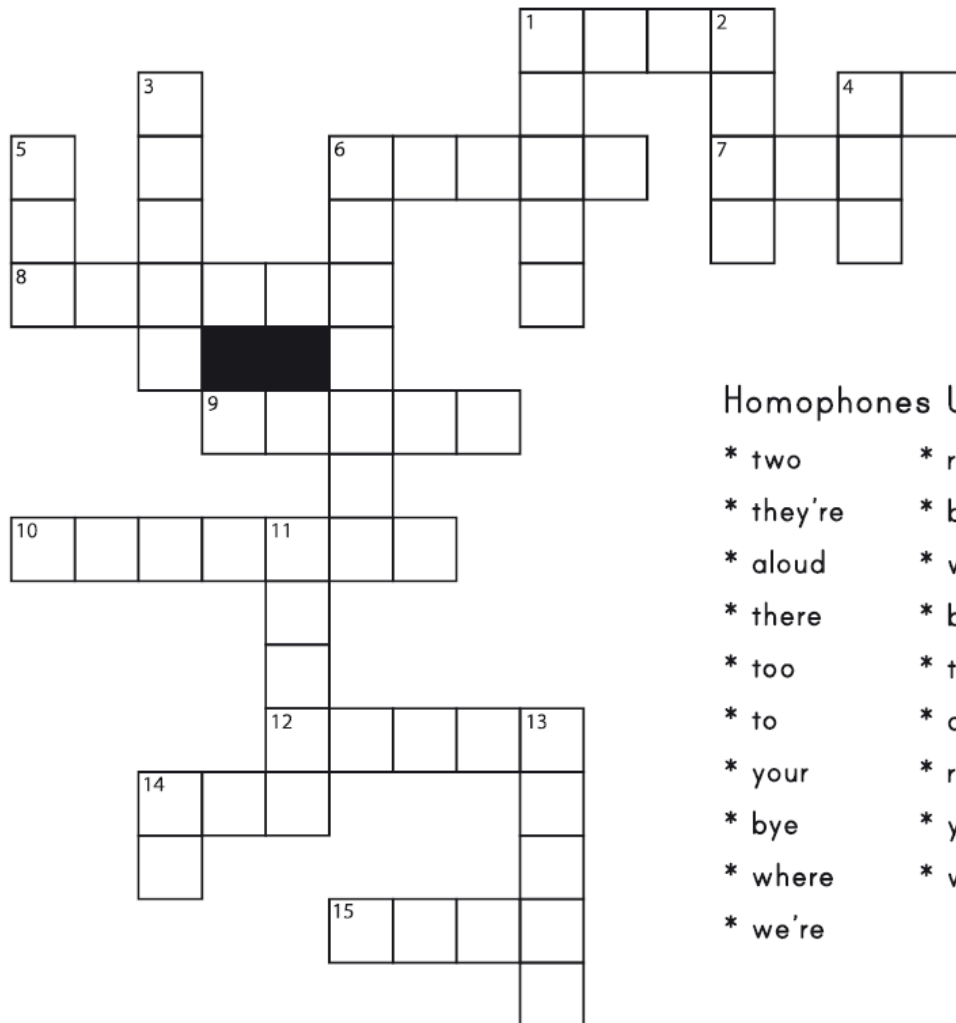 1 2
3 4
5 6 7
8
9
10 11
12 13
14
15
Homophones
* two * r
* they're * b
* aloud * w
* there * b
* too * t
* to
* your * r
* bye * y
* where * w
* we're